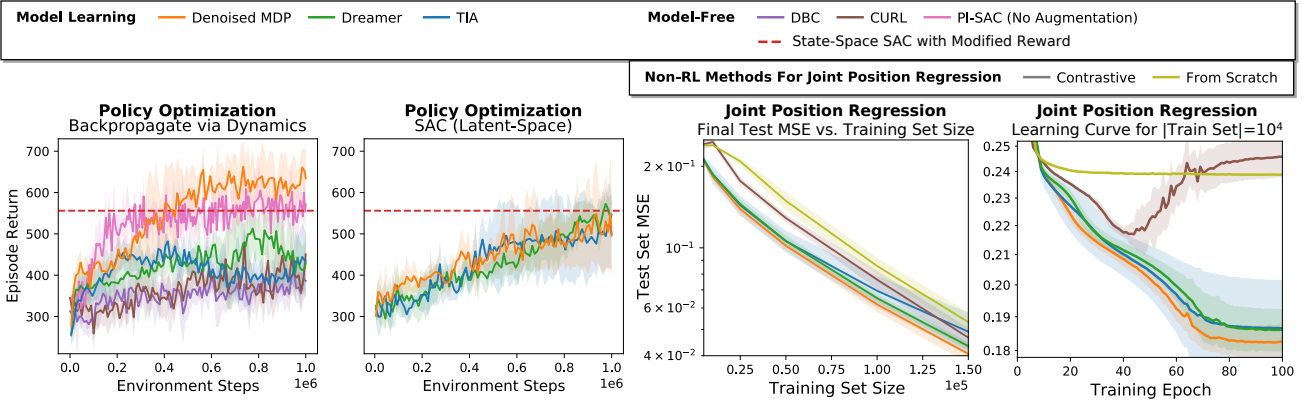 Model Learning Denoised MDP Dreamer TIA
Model-Free DBC CURL PI-SAC (No Augmentation)
State-Space SAC with Modified Reward
Non-RL Methods For Joint Position Regression Contrastive From Scratch
Policy Optimization
Backpropagate via Dynamics
700
600
500
400
300
Episode Return
0.0 0.2 0.4 0.6 0.8 1.0
1e6
Environment Steps
Policy Optimization
SAC (Latent-Space)
700
600
500
400
300
0.0 0.2 0.4 0.6 0.8 1.0
1e6
Environment Steps
Joint Position Regression
Final Test MSE vs. Training Set Size
2 × 10⁻¹
10⁻¹
6 × 10⁻²
4 × 10⁻²
Test Set MSE
0.25 0.50 0.75 1.00 1.25 1.50
1e5
Training Set Size
Joint Position Regression
Learning Curve for |Train Set|=10⁴
0.25
0.24
0.23
0.22
0.21
0.20
0.19
0.18
0 20 40 60 80 100
Training Epoch